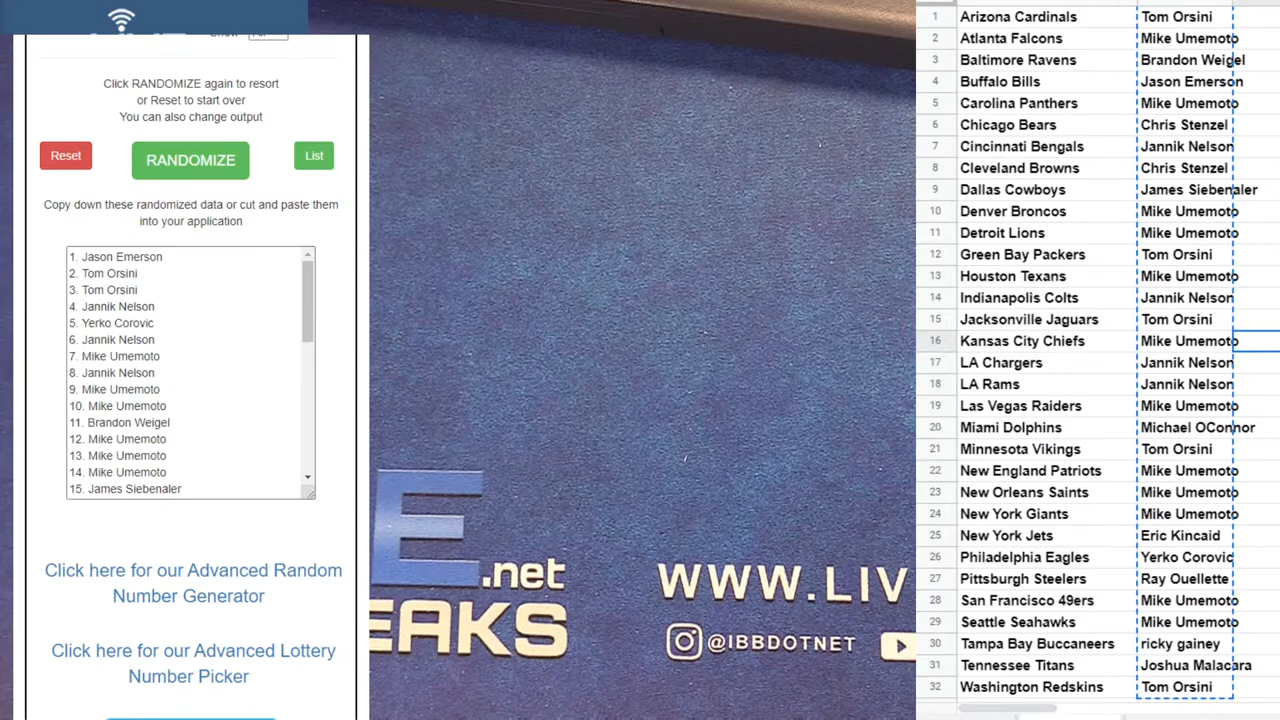 Click RANDOMIZE again to resort
or Reset to start over
You can also change output
Reset
RANDOMIZE
List
Copy down these randomized data or cut and paste them
into your application
1. Jason Emerson
2. Tom Orsini
3. Tom Orsini
4. Jannik Nelson
5. Yerko Corovic
6. Jannik Nelson
7. Mike Umemoto
8. Jannik Nelson
9. Mike Umemoto
10. Mike Umemoto
11. Brandon Weigel
12. Mike Umemoto
13. Mike Umemoto
14. Mike Umemoto
15. James Siebenaler
Click here for our Advanced Random
Number Generator
Click here for our Advanced Lottery
Number Picker
E.net
EAKS
WWW.LIV
@IBBDOTNET
1 Arizona Cardinals Tom Orsini
2 Atlanta Falcons Mike Umemoto
3 Baltimore Ravens Brandon Weigel
4 Buffalo Bills Jason Emerson
5 Carolina Panthers Mike Umemoto
6 Chicago Bears Chris Stenzel
7 Cincinnati Bengals Jannik Nelson
8 Cleveland Browns Chris Stenzel
9 Dallas Cowboys James Siebenaler
10 Denver Broncos Mike Umemoto
11 Detroit Lions Mike Umemoto
12 Green Bay Packers Tom Orsini
13 Houston Texans Mike Umemoto
14 Indianapolis Colts Jannik Nelson
15 Jacksonville Jaguars Tom Orsini
16 Kansas City Chiefs Mike Umemoto
17 LA Chargers Jannik Nelson
18 LA Rams Jannik Nelson
19 Las Vegas Raiders Mike Umemoto
20 Miami Dolphins Michael OConnor
21 Minnesota Vikings Tom Orsini
22 New England Patriots Mike Umemoto
23 New Orleans Saints Mike Umemoto
24 New York Giants Mike Umemoto
25 New York Jets Eric Kincaid
26 Philadelphia Eagles Yerko Corovic
27 Pittsburgh Steelers Ray Ouellette
28 San Francisco 49ers Mike Umemoto
29 Seattle Seahawks Mike Umemoto
30 Tampa Bay Buccaneers ricky gainey
31 Tennessee Titans Joshua Malacara
32 Washington Redskins Tom Orsini